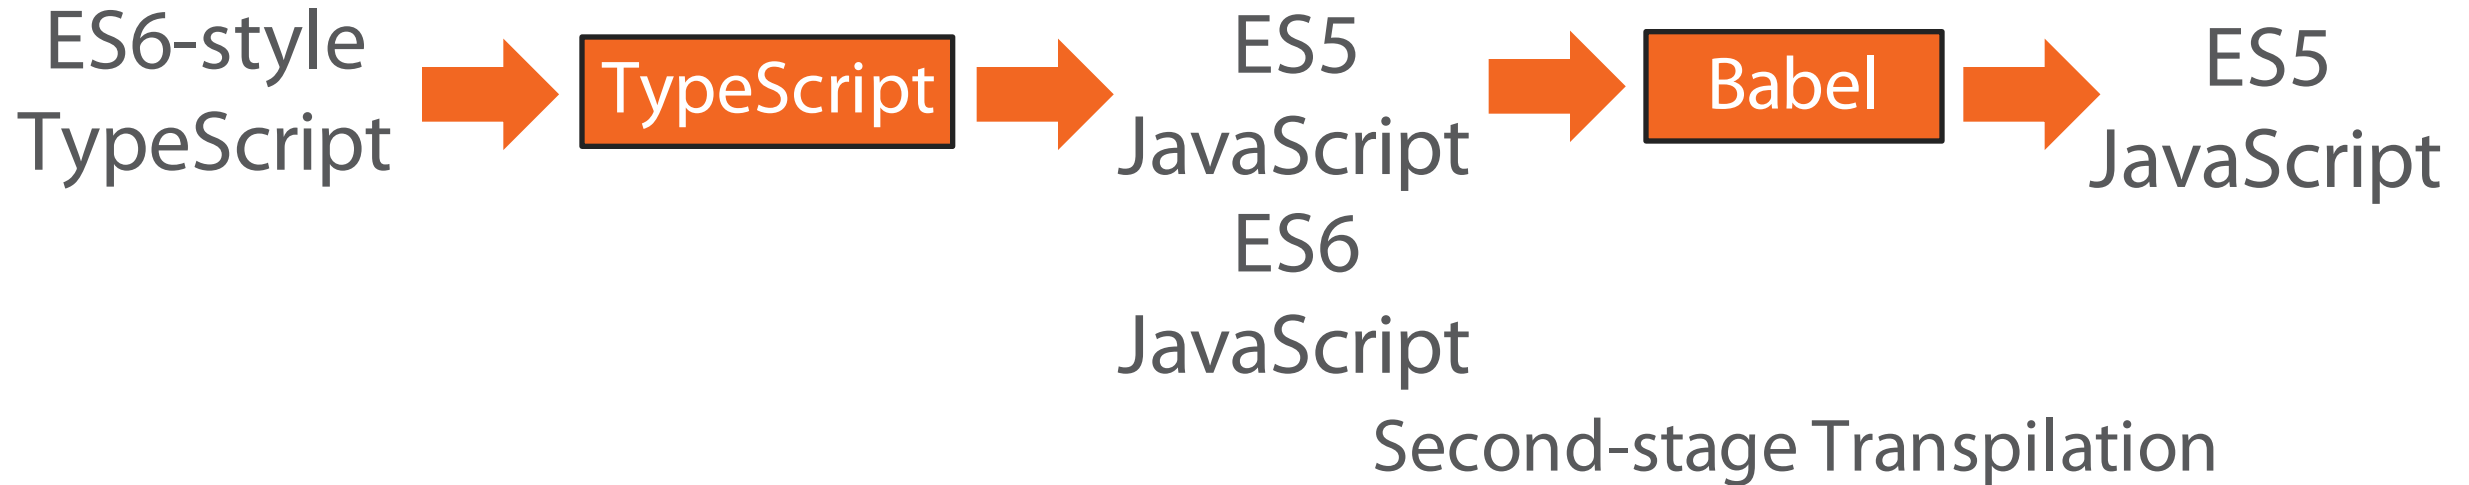 ES6-style
TypeScript
TypeScript
ES5
JavaScript
ES6
JavaScript
Babel
ES5
JavaScript
Second-stage Transpilation